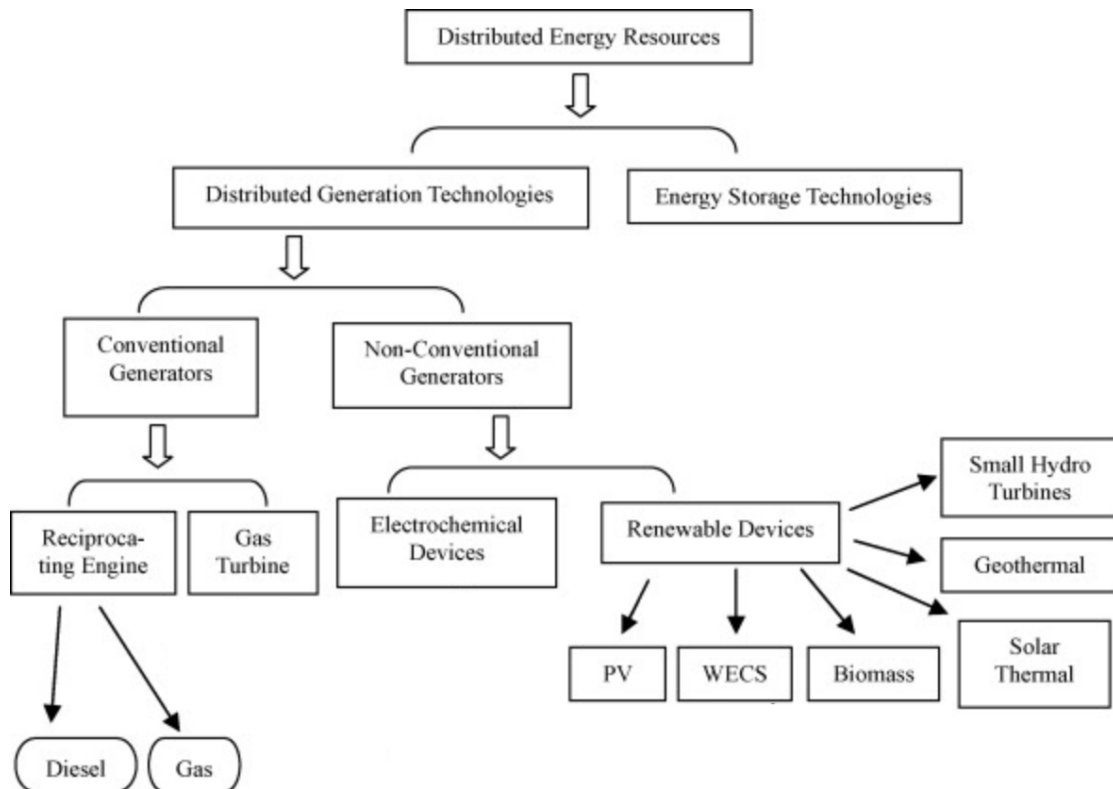 Distributed Energy Resources
Distributed Generation Technologies
Energy Storage Technologies
Conventional
Generators
Non-Conventional
Generators
Small Hydro
Turbines
Reciproca-
ting Engine
Gas
Turbine
Electrochemical
Devices
Renewable Devices
Geothermal
Solar
Thermal
PV
WECS
Biomass
Diesel
Gas